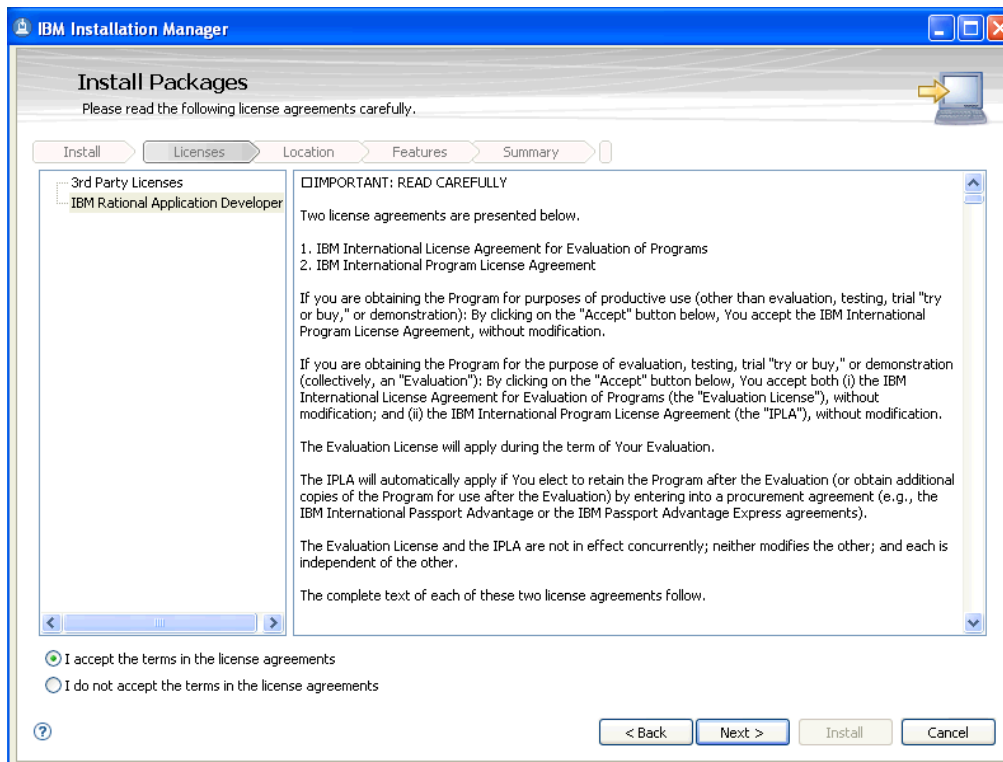 IBM Installation Manager
Install Packages
Please read the following license agreements carefully.
Install
Licenses
Location
Features
Summary
3rd Party Licenses
IBM Rational Application Developer
IMPORTANT: READ CAREFULLY
Two license agreements are presented below.
1. IBM International License Agreement for Evaluation of Programs
2. IBM International Program License Agreement
If you are obtaining the Program for purposes of productive use (other than evaluation, testing, trial "try
or buy," or demonstration): By clicking on the "Accept" button below, You accept the IBM International
Program License Agreement, without modification.
If you are obtaining the Program for the purpose of evaluation, testing, trial "try or buy," or demonstration
(collectively, an "Evaluation"): By clicking on the "Accept" button below, You accept both (i) the IBM
International License Agreement for Evaluation of Programs (the "Evaluation License"), without
modification; and (ii) the IBM International Program License Agreement (the "IPLA"), without modification.
The Evaluation License will apply during the term of Your Evaluation.
The IPLA will automatically apply if You elect to retain the Program after the Evaluation (or obtain additional
copies of the Program for use after the Evaluation) by entering into a procurement agreement (e.g., the
IBM International Passport Advantage or the IBM Passport Advantage Express agreements).
The Evaluation License and the IPLA are not in effect concurrently; neither modifies the other; and each is
independent of the other.
The complete text of each of these two license agreements follow.
I accept the terms in the license agreements
I do not accept the terms in the license agreements
?
< Back
Next >
Install
Cancel